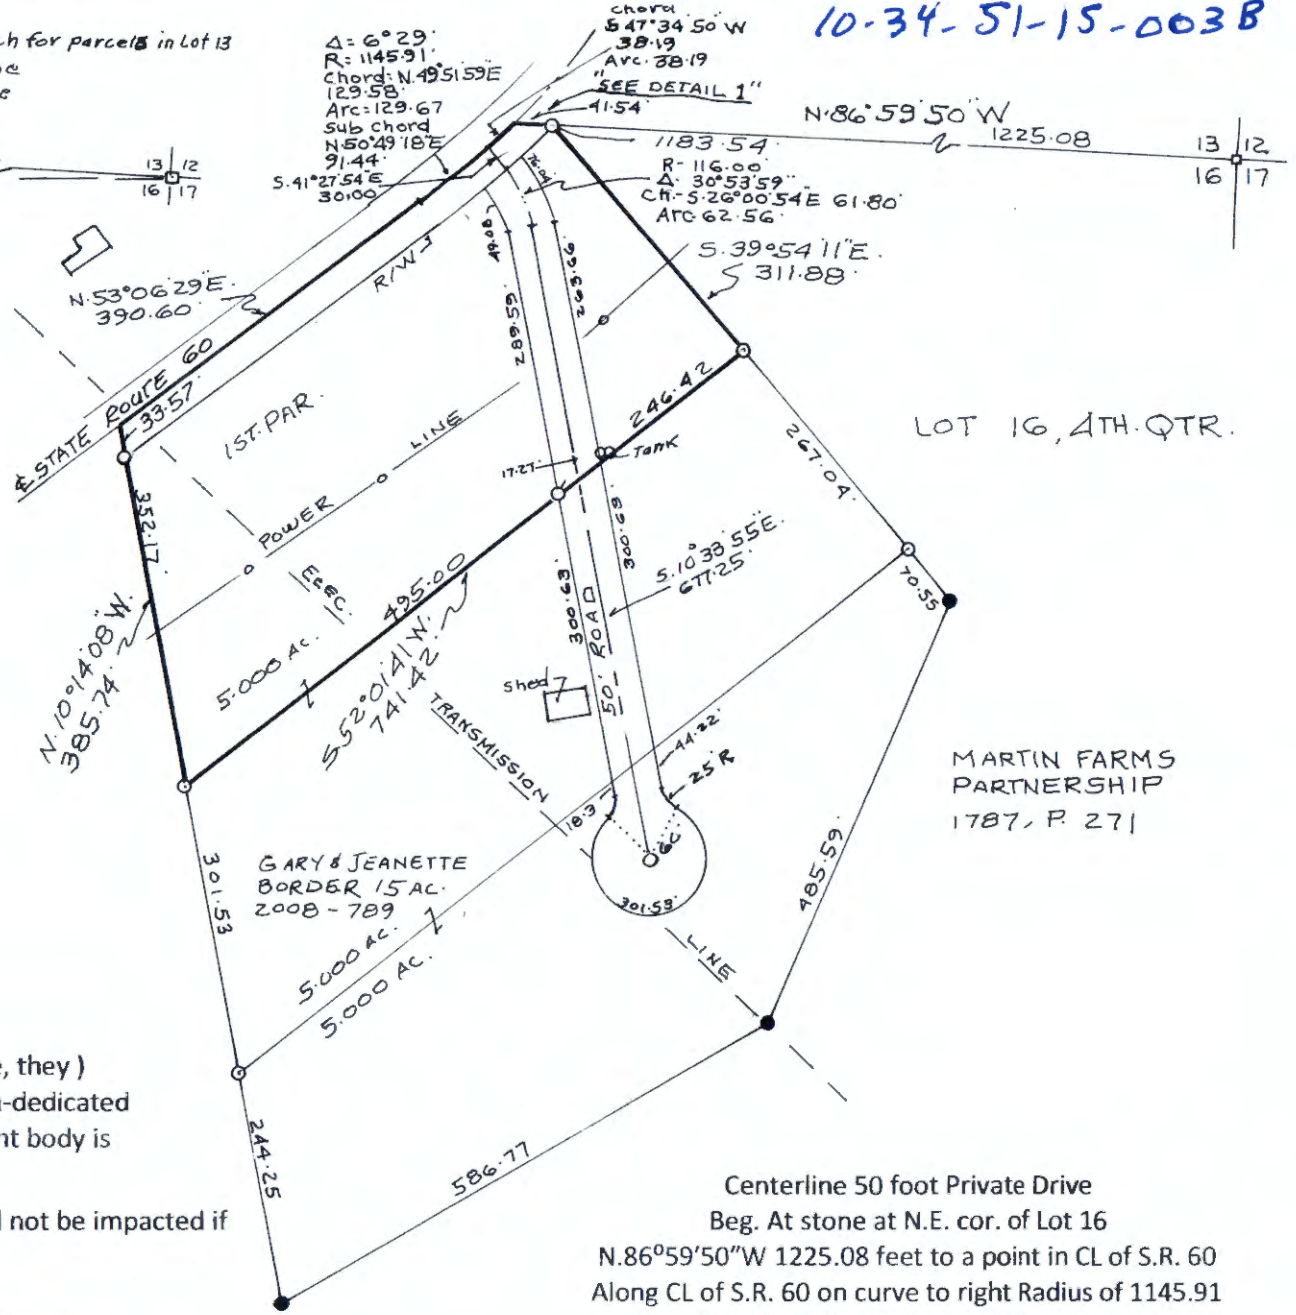 10-34-51-15-003B
h for parcels in Lot 13
Δ= 6°29'
R= 1145.91'
Chord: N.49°51'59"E
129.58'
Arc=129.67
Sub chord
N.50°49'18"E
91.44'
S.41°27'54"E
30.00'
chord
S.47°34'50"W
38.19
Arc. 38.19
"SEE DETAIL 1"
41.54'
N.86°59'50"W
1225.08
1183.54'
13 12
16 17
13 12
16 17
R- 116.00'
Δ. 30°53'59"
Ch.-S.26°00'54E 61.80'
Arc 62.56'
76.04
49.08'
S.39°54'11"E.
311.88'
N.53°06'29"E.
390.60'
R/W
℄ STATE ROUTE 60
33.57'
1ST. PAR.
289.59'
263.66
246.42
LOT 16, 4TH. QTR.
POWER LINE
17.27'
TANK
267.04'
352.17'
ELEC.
495.00
300.63
300.63
S.10°33'55"E.
677.25'
70.55
N.10°14'08"W.
385.74'
5.000 AC.
S.52°01'41"W.
741.42'
50' ROAD
shed
TRANSMISSION
44.22'
25'R
MARTIN FARMS
PARTNERSHIP
1787, P. 271
18.3
60'
301.53
GARY & JEANETTE
BORDER 15 AC.
2008-789
301.53'
485.59'
5.000 AC.
5.000 AC.
LINE
, they )
-dedicated
nt body is
244.25
586.77
not be impacted if
Centerline 50 foot Private Drive
Beg. At stone at N.E. cor. of Lot 16
N.86°59'50"W 1225.08 feet to a point in CL of S.R. 60
Along CL of S.R. 60 on curve to right Radius of 1145.91